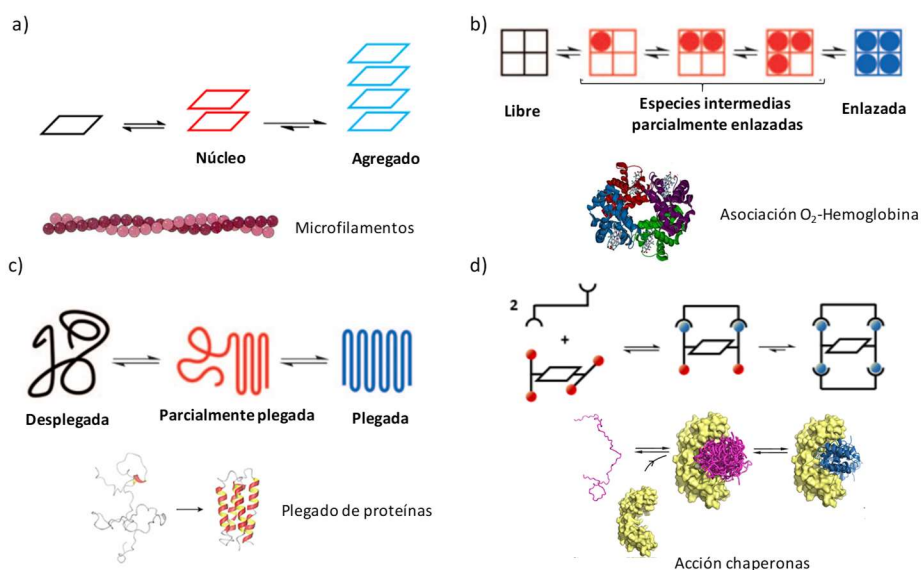 a)
Núcleo
Agregado
Microfilamentos
b)
Libre
Especies intermedias
parcialmente enlazadas
Enlazada
Asociación O₂-Hemoglobina
c)
Desplegada
Parcialmente plegada
Plegada
Plegado de proteínas
d)
2
+
Acción chaperonas